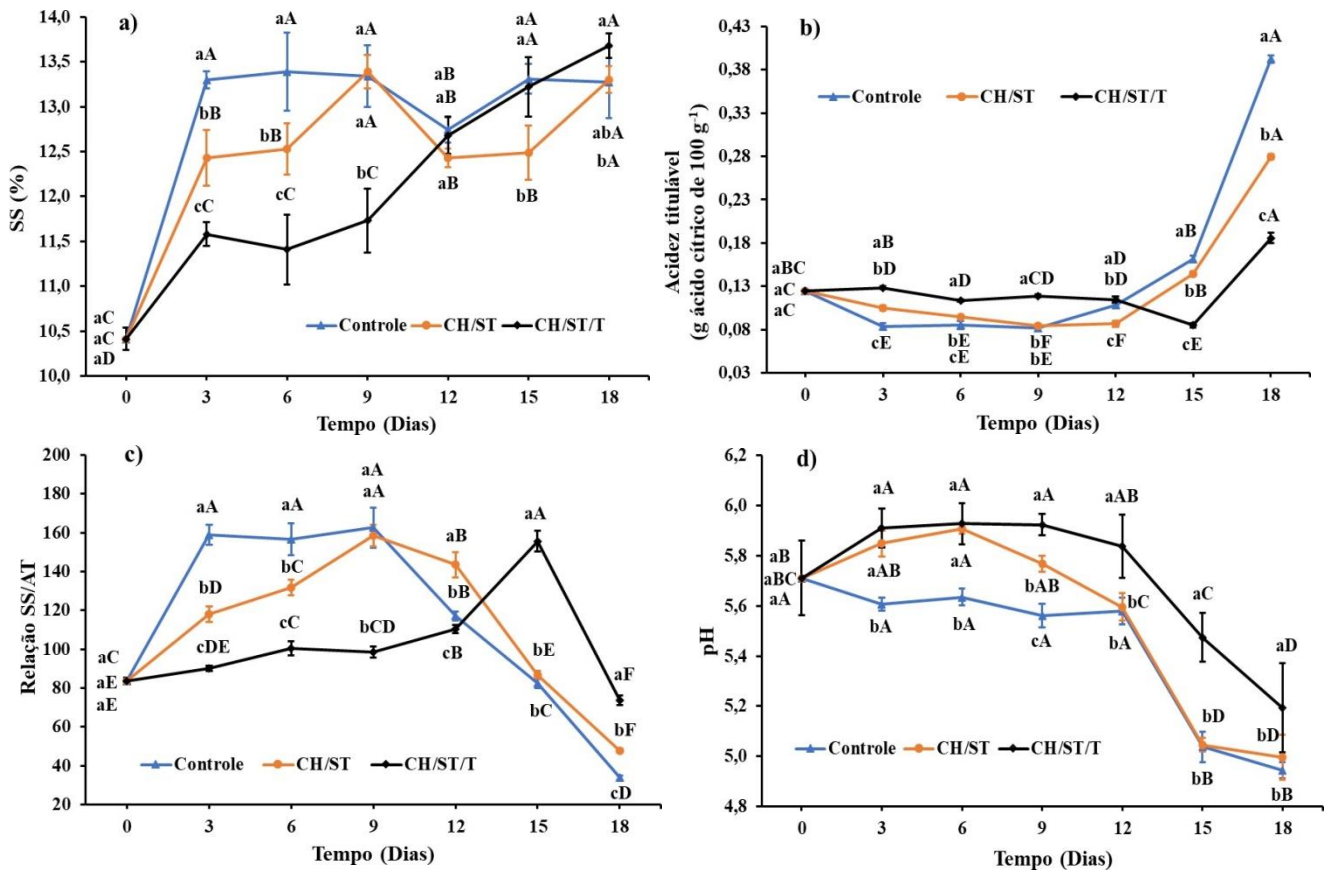 a)
SS (%)
14,0
13,5
13,0
12,5
12,0
11,5
11,0
10,5
10,0
aA
aA
aA
aA
aA
aA
bB
bB
aA
aB
aB
cC
cC
bC
aB
bB
abA
bA
aC
aC
aD
Controle
CH/ST
CH/ST/T
0 3 6 9 12 15 18
Tempo (Dias)
b)
Acidez titulável
(g ácido cítrico de 100 g⁻¹)
0,43
0,38
0,33
0,28
0,23
0,18
0,13
0,08
0,03
Controle
CH/ST
CH/ST/T
aA
bA
cA
aBC
aC
aC
aB
bD
aD
aCD
aD
bD
aB
bB
cE
bE
cE
bF
bE
cF
cE
0 3 6 9 12 15 18
Tempo (Dias)
c)
Relação SS/AT
200
180
160
140
120
100
80
60
40
20
aA
aA
aA
aA
aB
aA
bD
bC
bB
cDE
cC
bCD
cB
bE
aF
aC
aE
aE
bC
bF
cD
Controle
CH/ST
CH/ST/T
0 3 6 9 12 15 18
Tempo (Dias)
d)
pH
6,2
6,0
5,8
5,6
5,4
5,2
5,0
4,8
aA
aA
aA
aAB
aB
aBC
aA
aAB
aA
bAB
bC
aC
bA
bA
cA
bA
aD
bD
bD
bB
bB
Controle
CH/ST
CH/ST/T
0 3 6 9 12 15 18
Tempo (Dias)